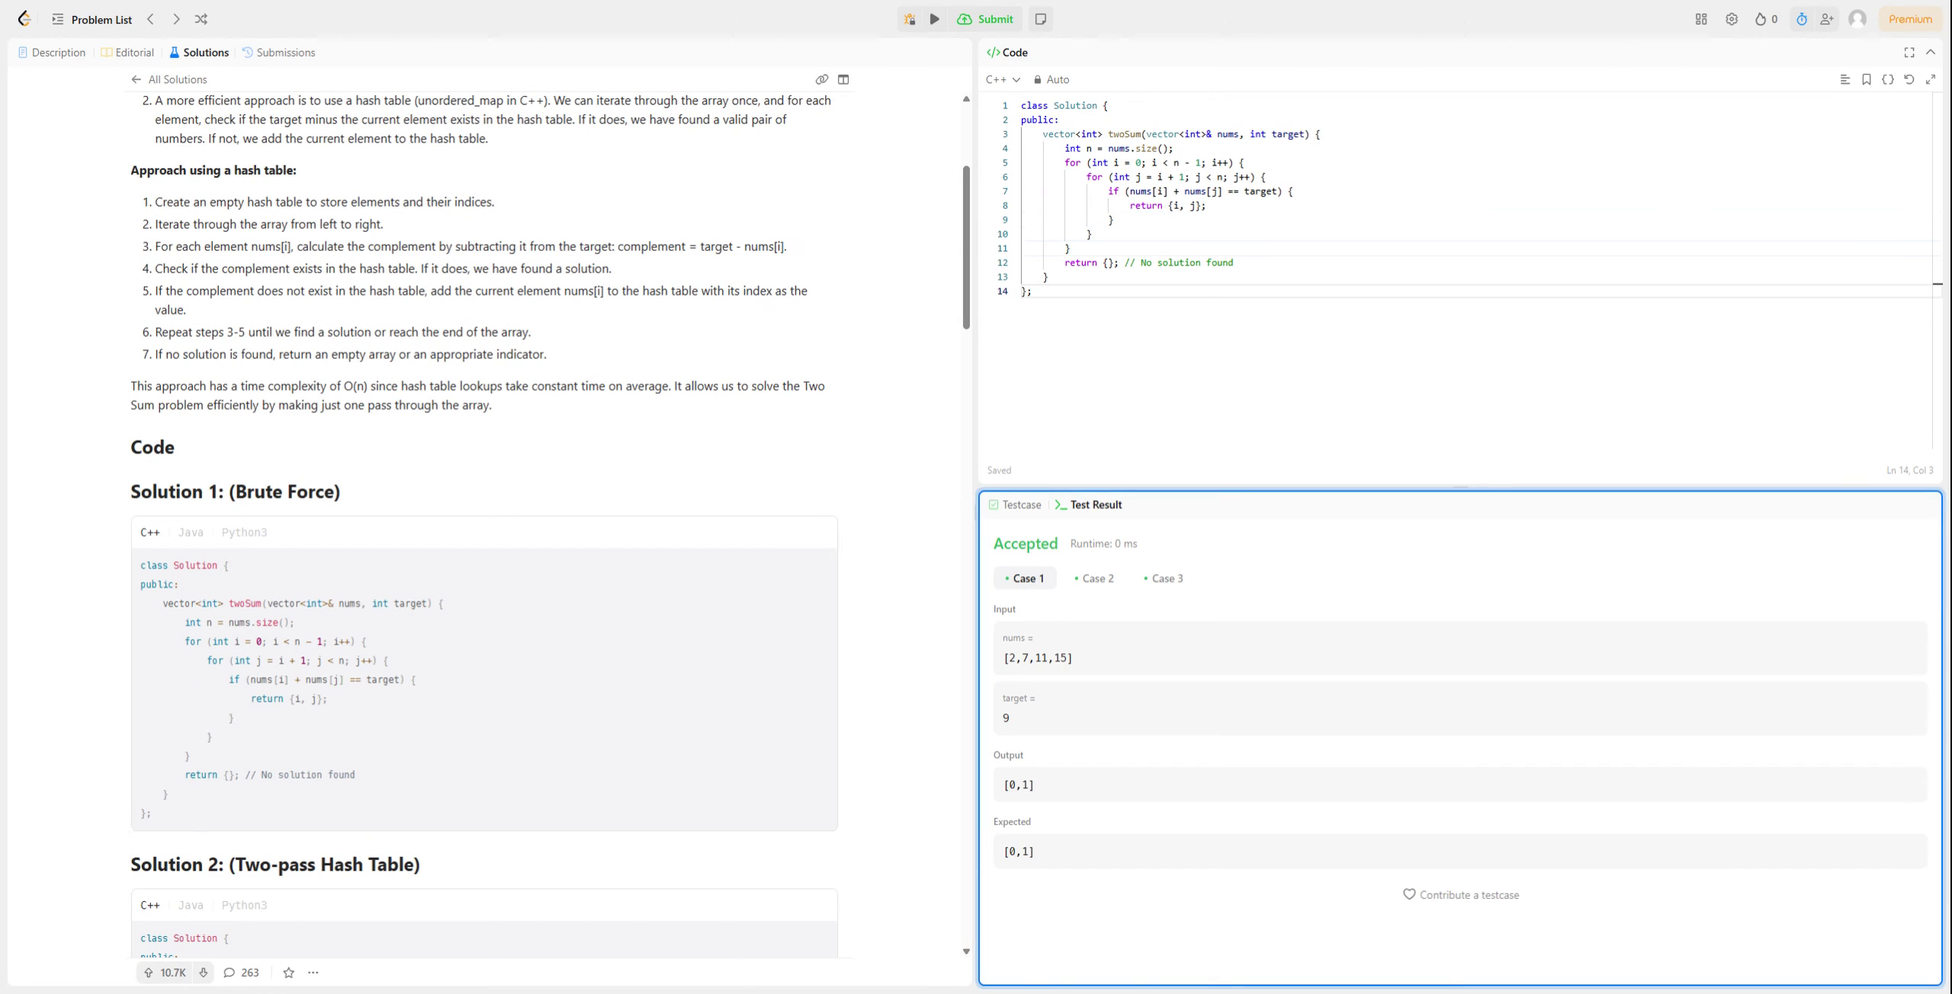 Problem List
Submit
0
Premium
Description
Editorial
Solutions
Submissions
All Solutions
2. A more efficient approach is to use a hash table (unordered_map in C++). We can iterate through the array once, and for each
element, check if the target minus the current element exists in the hash table. If it does, we have found a valid pair of
numbers. If not, we add the current element to the hash table.
Approach using a hash table:
1. Create an empty hash table to store elements and their indices.
2. Iterate through the array from left to right.
3. For each element nums[i], calculate the complement by subtracting it from the target: complement = target - nums[i].
4. Check if the complement exists in the hash table. If it does, we have found a solution.
5. If the complement does not exist in the hash table, add the current element nums[i] to the hash table with its index as the
value.
6. Repeat steps 3-5 until we find a solution or reach the end of the array.
7. If no solution is found, return an empty array or an appropriate indicator.
This approach has a time complexity of O(n) since hash table lookups take constant time on average. It allows us to solve the Two
Sum problem efficiently by making just one pass through the array.
Code
Solution 1: (Brute Force)
C++ Java Python3
class Solution {
public:
    vector<int> twoSum(vector<int>& nums, int target) {
        int n = nums.size();
        for (int i = 0; i < n - 1; i++) {
            for (int j = i + 1; j < n; j++) {
                if (nums[i] + nums[j] == target) {
                    return {i, j};
                }
            }
        }
        return {}; // No solution found
    }
};
Solution 2: (Two-pass Hash Table)
C++ Java Python3
class Solution {
public:
10.7K
263
</> Code
C++
Auto
1 class Solution {
2 public:
3     vector<int> twoSum(vector<int>& nums, int target) {
4         int n = nums.size();
5         for (int i = 0; i < n - 1; i++) {
6             for (int j = i + 1; j < n; j++) {
7                 if (nums[i] + nums[j] == target) {
8                     return {i, j};
9                 }
10             }
11         }
12         return {}; // No solution found
13     }
14 };
Saved
Ln 14, Col 3
Testcase
Test Result
Accepted Runtime: 0 ms
Case 1
Case 2
Case 3
Input
nums =
[2,7,11,15]
target =
9
Output
[0,1]
Expected
[0,1]
Contribute a testcase